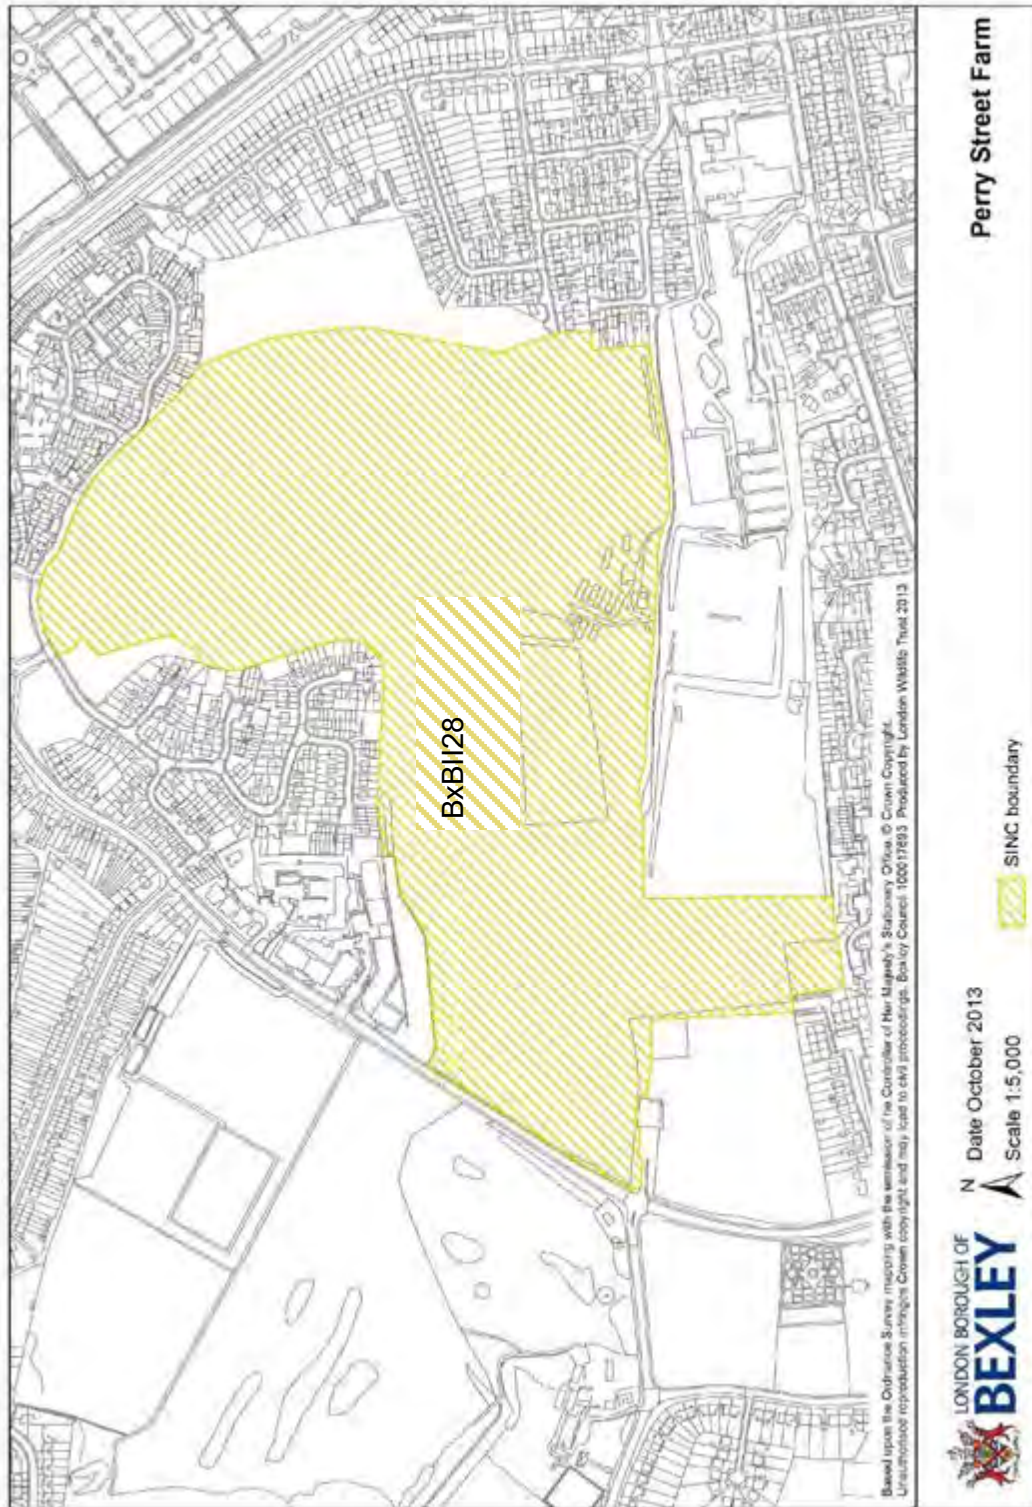 BxBII28
Based upon the Ordnance Survey mapping with the permission of the Controller of Her Majesty's Stationery Office. © Crown Copyright.
Unauthorised reproduction infringes Crown copyright and may lead to civil proceedings. Bexley Council 100017693 Produced by London Wildlife Trust 2013
LONDON BOROUGH OF
BEXLEY
N
Date October 2013
Scale 1:5,000
SINC boundary
Perry Street Farm